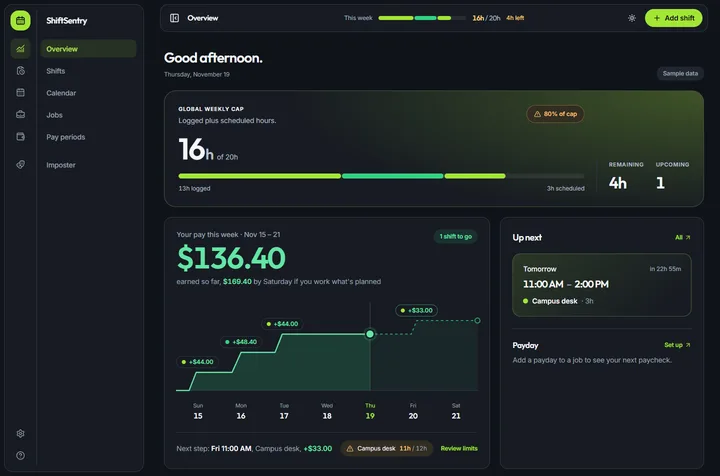 ShiftSentry
Overview
Shifts
Calendar
Jobs
Pay periods
Imposter
Overview
This week 16h / 20h 4h left
+ Add shift
Good afternoon.
Thursday, November 19
Sample data
GLOBAL WEEKLY CAP
Logged plus scheduled hours.
80% of cap
16h of 20h
13h logged
3h scheduled
REMAINING
4h
UPCOMING
1
Your pay this week · Nov 15 – 21
1 shift to go
$136.40
earned so far, $169.40 by Saturday if you work what's planned
+$44.00
+$48.40
+$44.00
+$33.00
Sun Mon Tue Wed Thu Fri Sat
15 16 17 18 19 20 21
Next step: Fri 11:00 AM, Campus desk, +$33.00
Campus desk 11h / 12h
Review limits
Up next
All ↗
Tomorrow
in 22h 55m
11:00 AM – 2:00 PM
Campus desk · 3h
Payday
Set up ↗
Add a payday to a job to see your next paycheck.